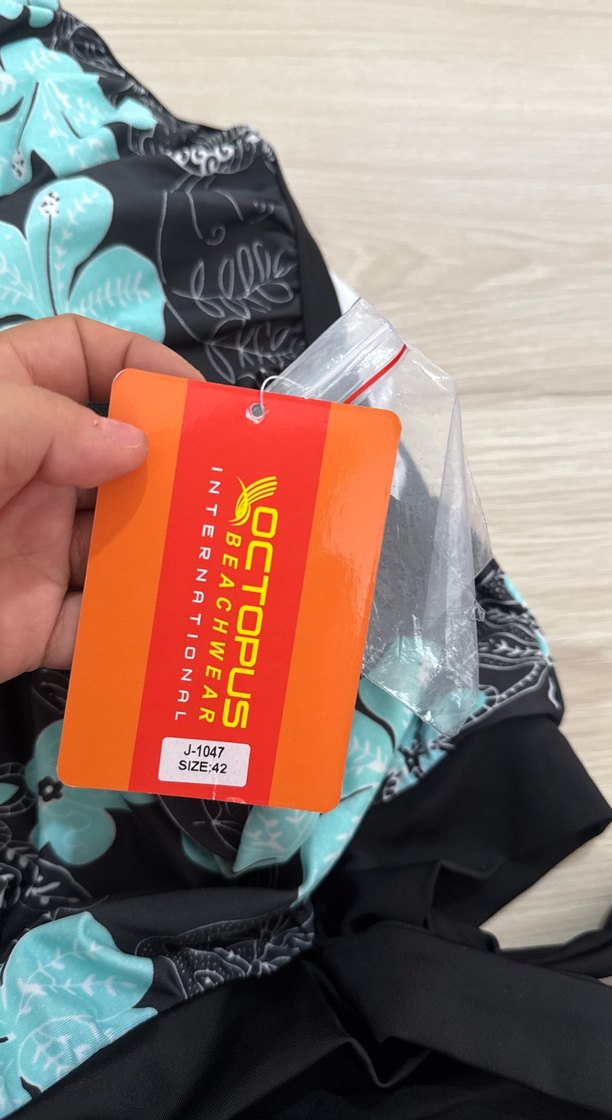 OCTOPUS
BEACHWEAR
INTERNATIONAL
J-1047
SIZE:42